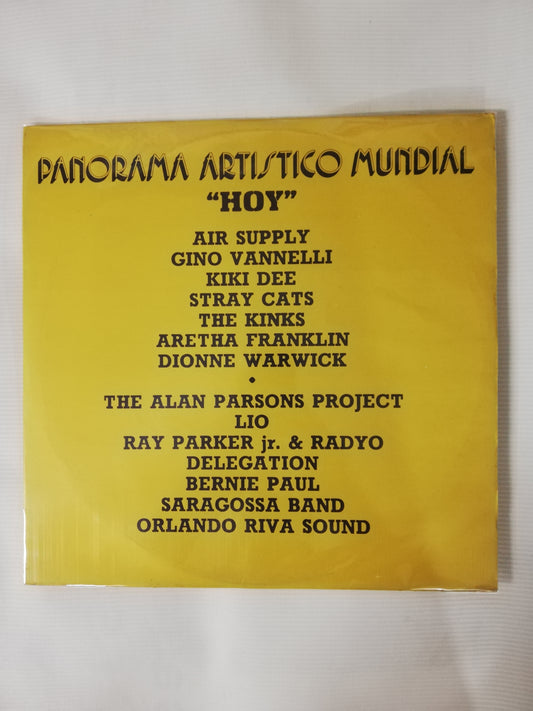 PANORAMA ARTISTICO MUNDIAL
"HOY"
AIR SUPPLY
GINO VANNELLI
KIKI DEE
STRAY CATS
THE KINKS
ARETHA FRANKLIN
DIONNE WARWICK
•
THE ALAN PARSONS PROJECT
LIO
RAY PARKER jr. & RADYO
DELEGATION
BERNIE PAUL
SARAGOSSA BAND
ORLANDO RIVA SOUND